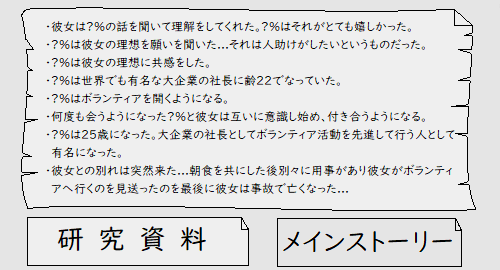 ・彼女は?%の話を聞いて理解をしてくれた。?%はそれがとても嬉しかった。
・?%は彼女の理想を願いを聞いた…それは人助けがしたいというものだった。
・?%は彼女の理想に共感をした。
・?%は世界でも有名な大企業の社長に齢22でなっていた。
・?%はボランティアを開くようになる。
・何度も会うようになった?%と彼女は互いに意識し始め、付き合うようになる。
・?%は25歳になった。大企業の社長としてボランティア活動を先進して行う人として
有名になった。
・彼女との別れは突然来た…朝食を共にした後別々に用事があり彼女がボランティ
アへ行くのを見送ったのを最後に彼女は事故で亡くなった…
研究資料
メインストーリー